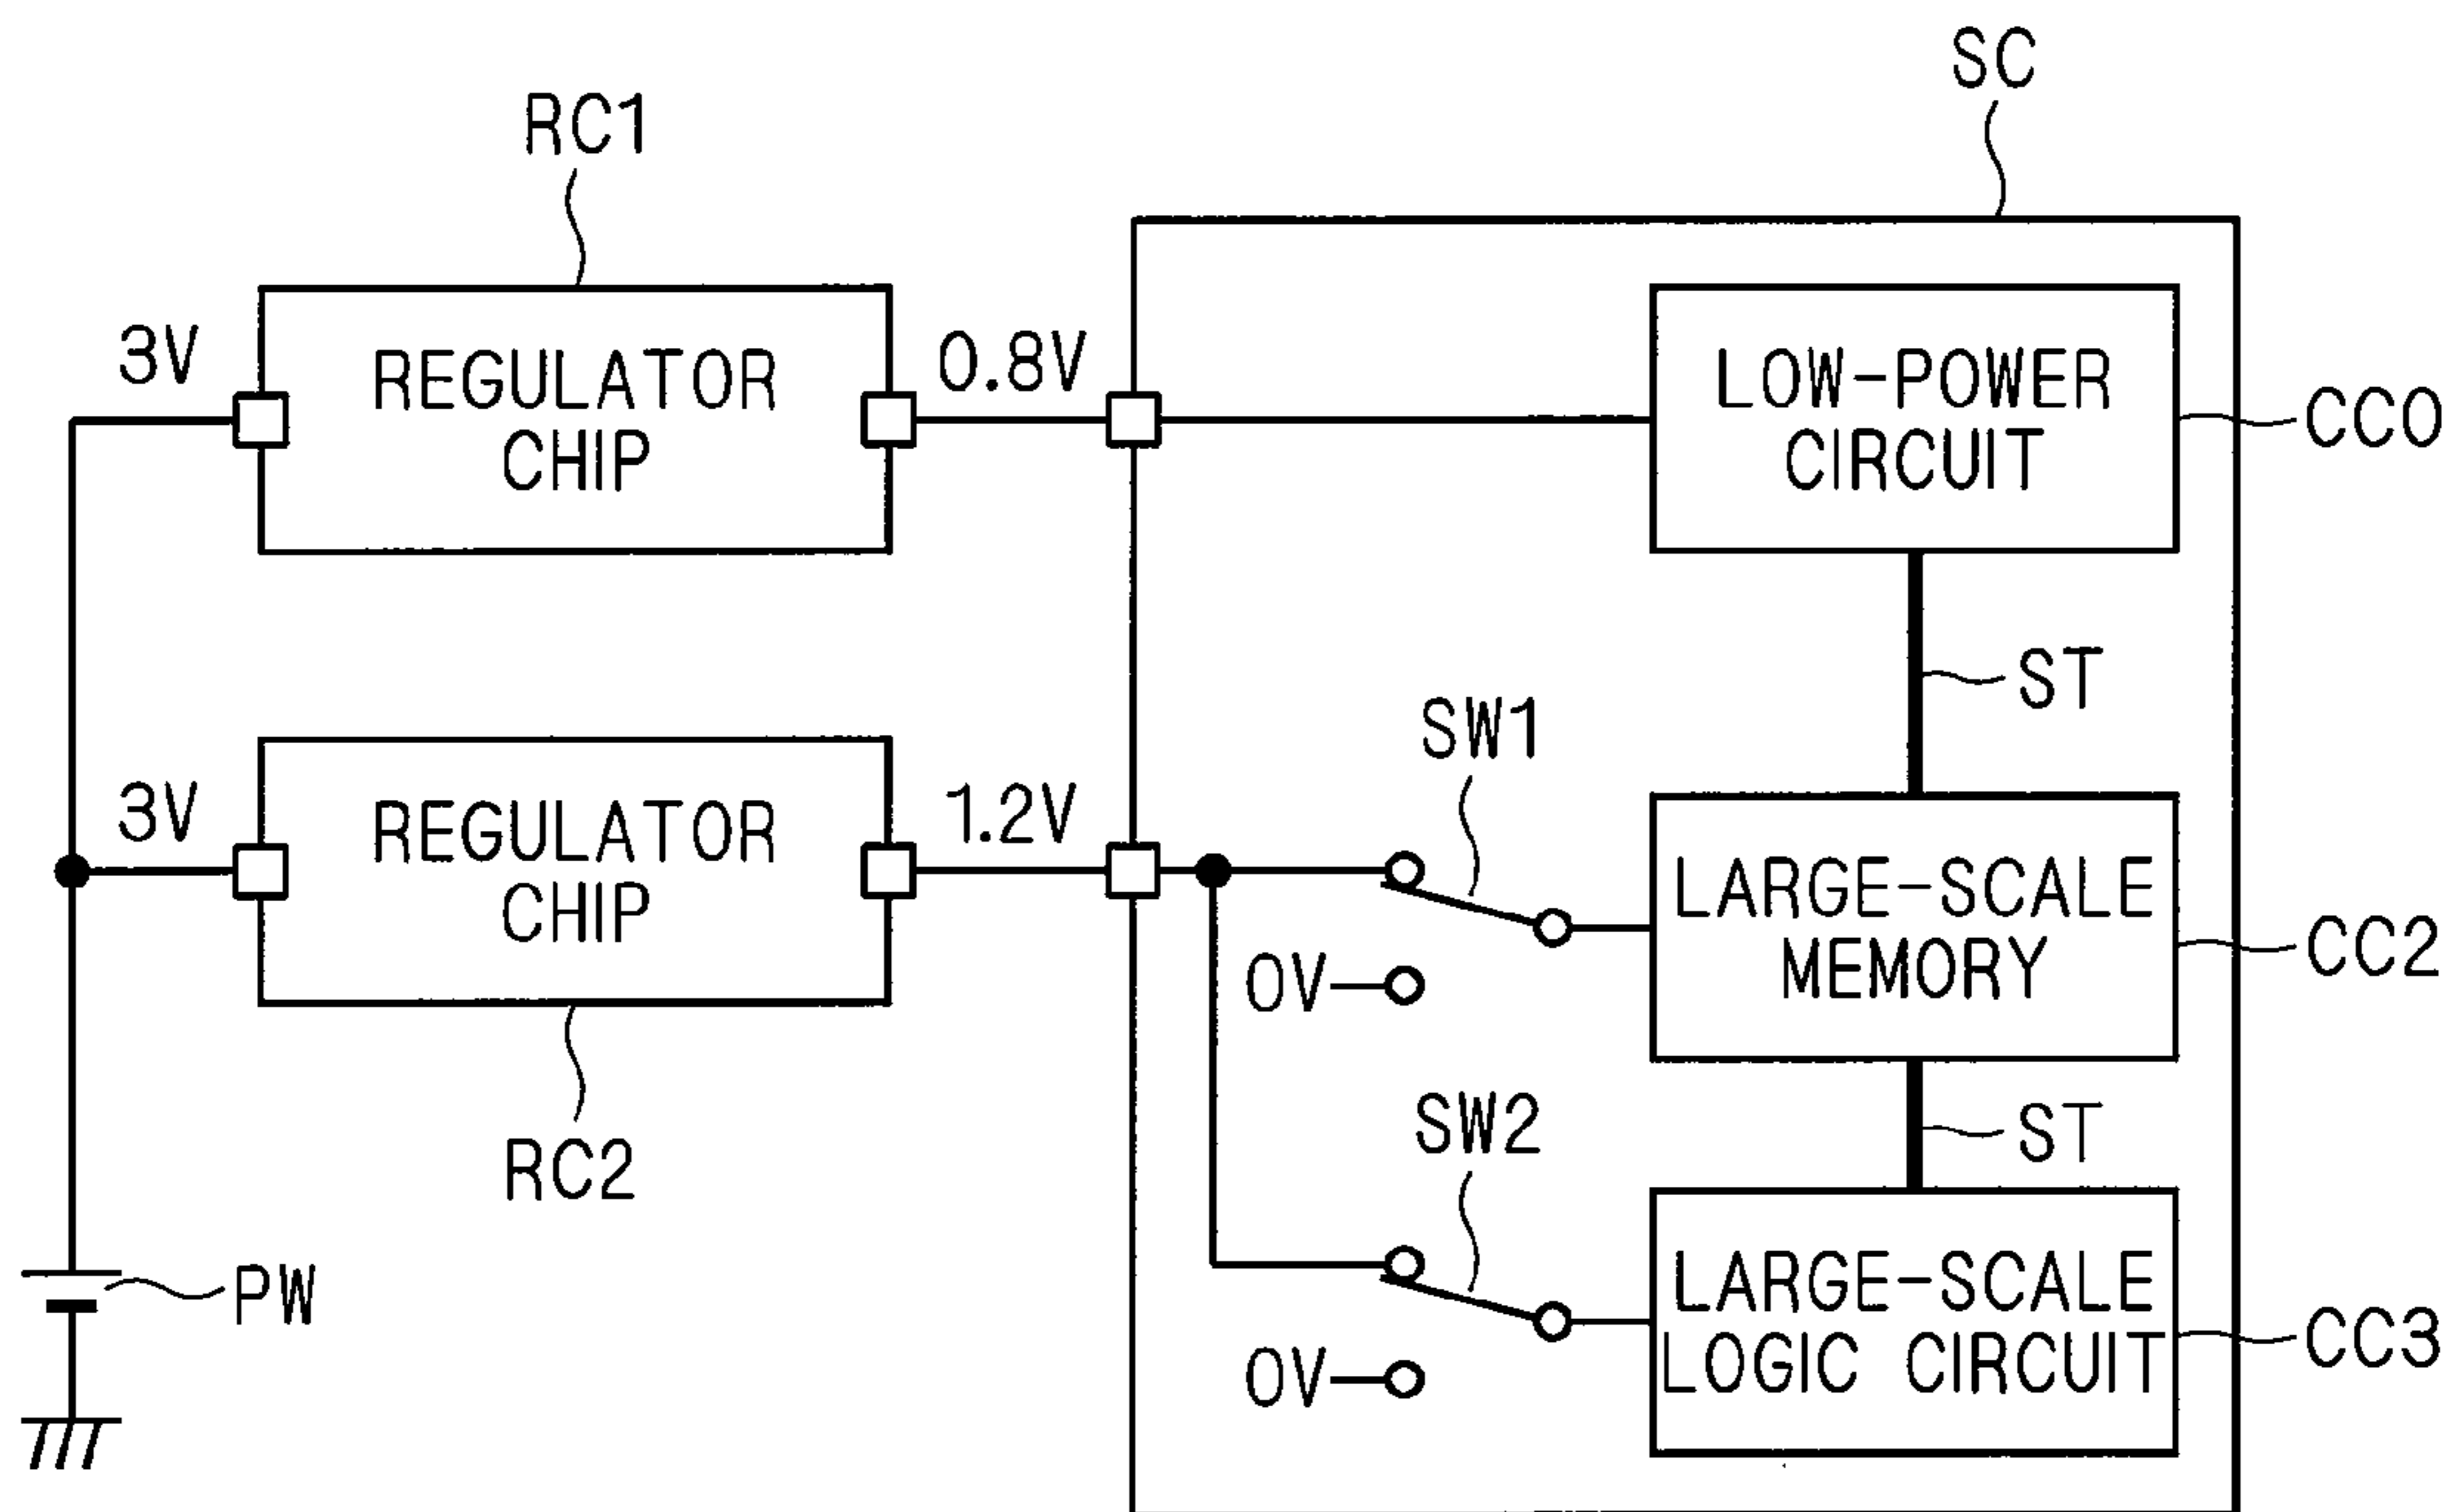 SC
RC1
3V
REGULATOR
CHIP
0.8V
LOW-POWER
CIRCUIT
CC0
ST
SW1
3V
REGULATOR
CHIP
1.2V
LARGE-SCALE
MEMORY
CC2
0V
RC2
SW2
ST
PW
LARGE-SCALE
LOGIC CIRCUIT
CC3
0V